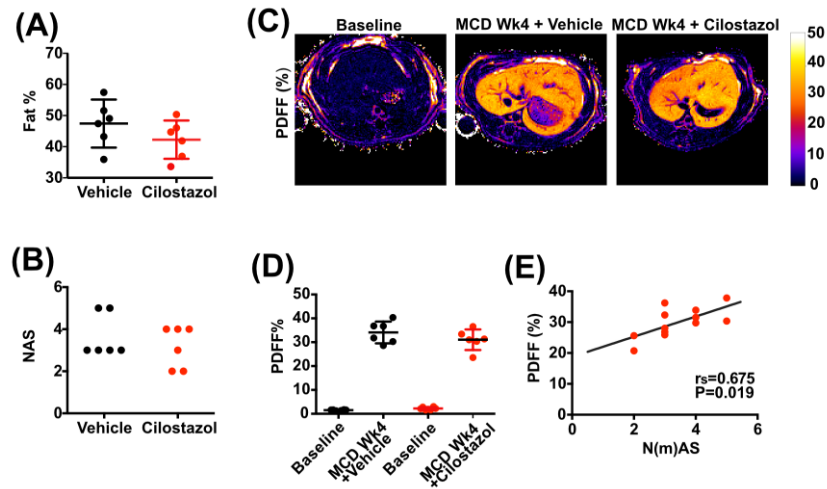 (A)
Fat %
70
60
50
40
30
Vehicle Cilostazol
(C)
Baseline MCD Wk4 + Vehicle MCD Wk4 + Cilostazol
PDFF (%)
50
40
30
20
10
0
(B)
NAS
6
4
2
0
Vehicle Cilostazol
(D)
PDFF%
50
40
30
20
10
0
Baseline
MCD Wk4
+Vehicle
Baseline
MCD Wk4
+Cilostazol
(E)
PDFF (%)
40
30
20
10
0
0 2 4 6
rs=0.675
P=0.019
N(m)AS